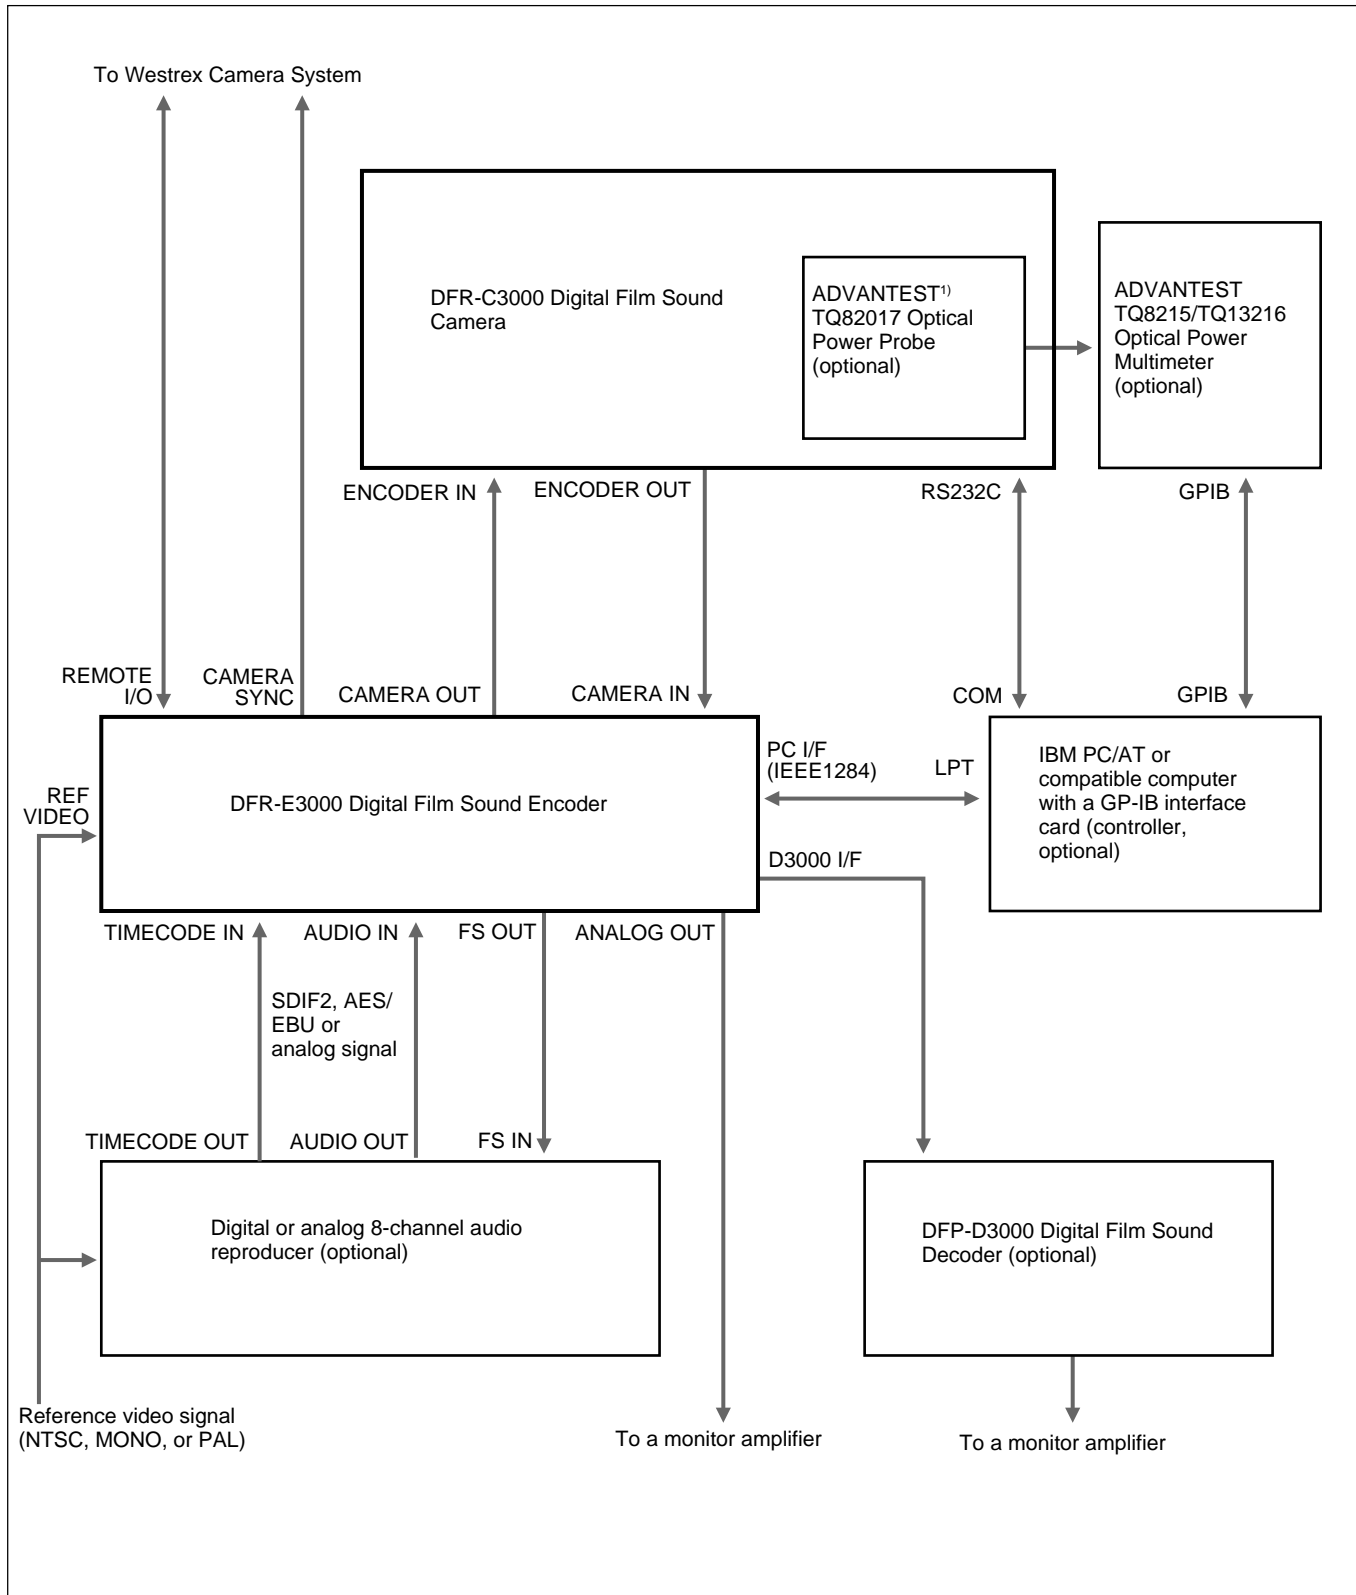 To Westrex Camera System
DFR-C3000 Digital Film Sound
Camera
ADVANTEST1)
TQ82017 Optical
Power Probe
(optional)
ADVANTEST
TQ8215/TQ13216
Optical Power
Multimeter
(optional)
ENCODER IN
ENCODER OUT
RS232C
GPIB
REMOTE
I/O
CAMERA
SYNC
CAMERA OUT
CAMERA IN
COM
GPIB
REF
VIDEO
DFR-E3000 Digital Film Sound Encoder
PC I/F
(IEEE1284)
LPT
IBM PC/AT or
compatible computer
with a GP-IB interface
card (controller,
optional)
D3000 I/F
TIMECODE IN
AUDIO IN
FS OUT
ANALOG OUT
SDIF2, AES/
EBU or
analog signal
TIMECODE OUT
AUDIO OUT
FS IN
Digital or analog 8-channel audio
reproducer (optional)
DFP-D3000 Digital Film Sound
Decoder (optional)
Reference video signal
(NTSC, MONO, or PAL)
To a monitor amplifier
To a monitor amplifier